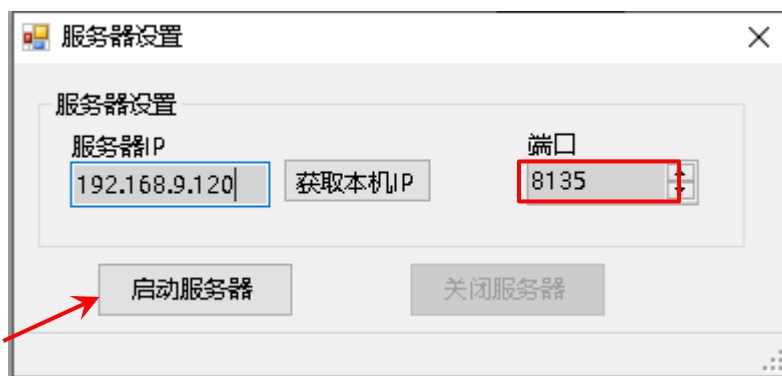 服务器设置
服务器设置
服务器IP
端口
192.168.9.120
获取本机IP
8135
启动服务器
关闭服务器